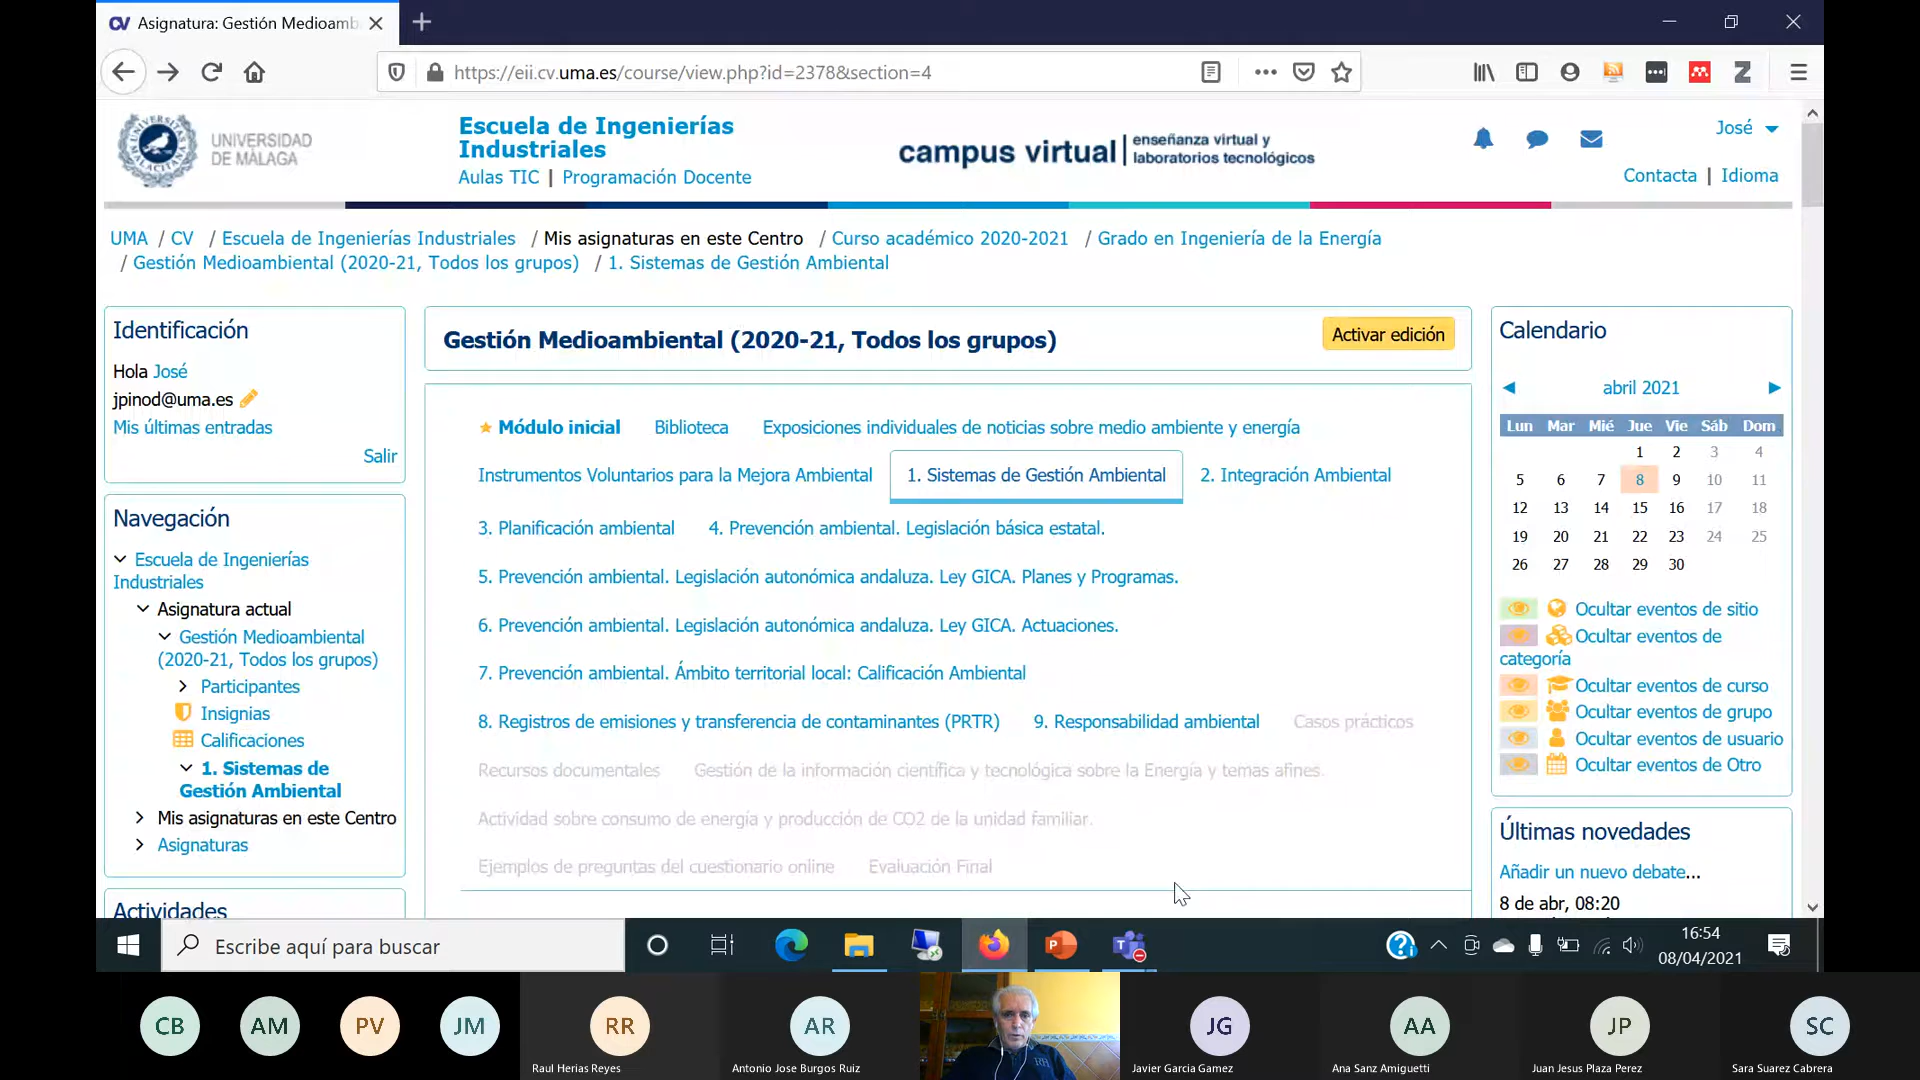 Asignatura: Gestión Medioamb
https://eii.cv.uma.es/course/view.php?id=2378&section=4
UNIVERSIDAD
DE MÁLAGA
Escuela de Ingenierías
Industriales
Aulas TIC | Programación Docente
campus virtual | enseñanza virtual y
laboratorios tecnológicos
José
Contacta | Idioma
UMA / CV / Escuela de Ingenierías Industriales / Mis asignaturas en este Centro / Curso académico 2020-2021 / Grado en Ingeniería de la Energía
/ Gestión Medioambiental (2020-21, Todos los grupos) / 1. Sistemas de Gestión Ambiental
Identificación
Hola José
jpinod@uma.es
Mis últimas entradas
Salir
Navegación
Escuela de Ingenierías
Industriales
Asignatura actual
Gestión Medioambiental
(2020-21, Todos los grupos)
Participantes
Insignias
Calificaciones
1. Sistemas de
Gestión Ambiental
Mis asignaturas en este Centro
Asignaturas
Actividades
Gestión Medioambiental (2020-21, Todos los grupos)
Activar edición
Módulo inicial Biblioteca Exposiciones individuales de noticias sobre medio ambiente y energía
Instrumentos Voluntarios para la Mejora Ambiental 1. Sistemas de Gestión Ambiental 2. Integración Ambiental
3. Planificación ambiental 4. Prevención ambiental. Legislación básica estatal.
5. Prevención ambiental. Legislación autonómica andaluza. Ley GICA. Planes y Programas.
6. Prevención ambiental. Legislación autonómica andaluza. Ley GICA. Actuaciones.
7. Prevención ambiental. Ámbito territorial local: Calificación Ambiental
8. Registros de emisiones y transferencia de contaminantes (PRTR) 9. Responsabilidad ambiental Casos prácticos
Recursos documentales Gestión de la información científica y tecnológica sobre la Energía y temas afines.
Actividad sobre consumo de energía y producción de CO2 de la unidad familiar.
Ejemplos de preguntas del cuestionario online Evaluación Final
Calendario
abril 2021
Lun Mar Mié Jue Vie Sáb Dom
1 2 3 4
5 6 7 8 9 10 11
12 13 14 15 16 17 18
19 20 21 22 23 24 25
26 27 28 29 30
Ocultar eventos de sitio
Ocultar eventos de
categoría
Ocultar eventos de curso
Ocultar eventos de grupo
Ocultar eventos de usuario
Ocultar eventos de Otro
Últimas novedades
Añadir un nuevo debate...
8 de abr, 08:20
Escribe aquí para buscar
16:54
08/04/2021
CB AM PV JM RR AR JG AA JP SC
Raul Herias Reyes
Antonio Jose Burgos Ruiz
Javier Garcia Gamez
Ana Sanz Amiguetti
Juan Jesus Plaza Perez
Sara Suarez Cabrera